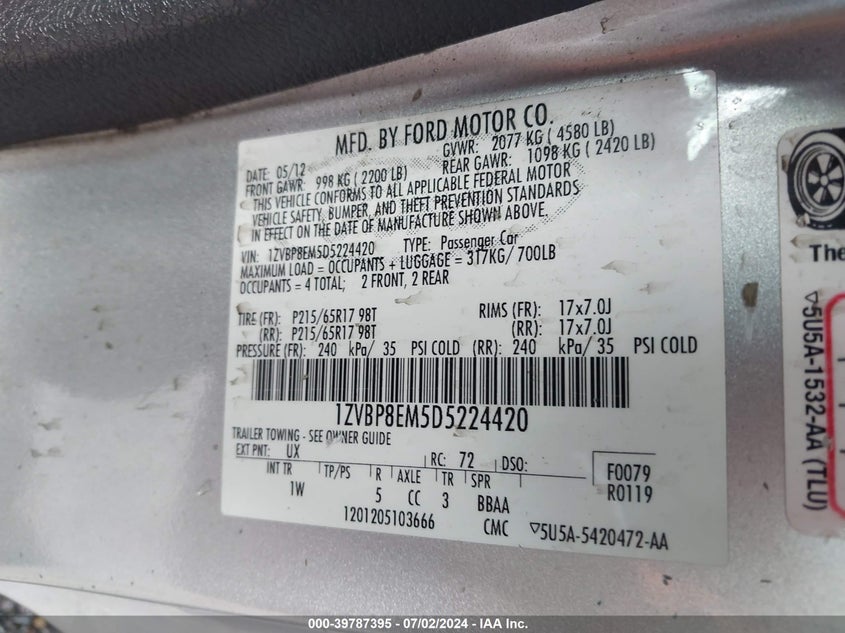 MFD. BY FORD MOTOR CO.
DATE: 05/12 GVWR: 2077 KG ( 4580 LB)
FRONT GAWR: 998 KG ( 2200 LB) REAR GAWR: 1098 KG ( 2420 LB)
THIS VEHICLE CONFORMS TO ALL APPLICABLE FEDERAL MOTOR
VEHICLE SAFETY, BUMPER, AND THEFT PREVENTION STANDARDS
IN EFFECT ON THE DATE OF MANUFACTURE SHOWN ABOVE.
VIN: 1ZVBP8EM5D5224420 TYPE: Passenger Car
MAXIMUM LOAD = OCCUPANTS + LUGGAGE = 317KG/ 700LB
OCCUPANTS = 4 TOTAL; 2 FRONT, 2 REAR
TIRE (FR): P215/65R17 98T RIMS (FR): 17x7.0J
(RR): P215/65R17 98T (RR): 17x7.0J
PRESSURE (FR): 240 kPa/ 35 PSI COLD (RR): 240 kPa/ 35 PSI COLD
1ZVBP8EM5D5224420
TRAILER TOWING - SEE OWNER GUIDE
EXT PNT: UX RC: 72 DSO: F0079
INT TR TP/PS R AXLE TR SPR R0119
1W 5 CC 3 BBAA
1201205103666 CMC ▽5U5A-5420472-AA
The
▽5U5A-1532-AA (TLU)
000-39787395 - 07/02/2024 - IAA Inc.